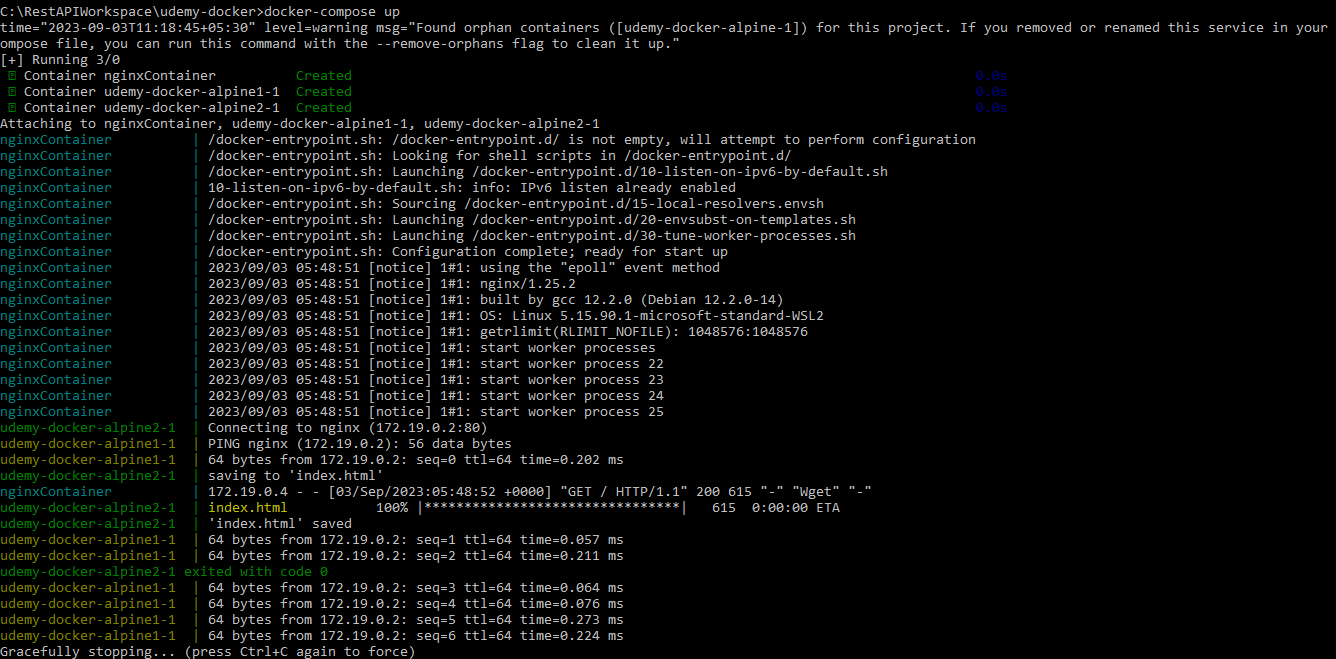 C:\RestAPIWorkspace\udemy-docker>docker-compose up
time="2023-09-03T11:18:45+05:30" level=warning msg="Found orphan containers ([udemy-docker-alpine-1]) for this project. If you removed or renamed this service in your
ompose file, you can run this command with the --remove-orphans flag to clean it up."
[+] Running 3/0
Container nginxContainer Created 0.0s
Container udemy-docker-alpine1-1 Created 0.0s
Container udemy-docker-alpine2-1 Created 0.0s
Attaching to nginxContainer, udemy-docker-alpine1-1, udemy-docker-alpine2-1
nginxContainer | /docker-entrypoint.sh: /docker-entrypoint.d/ is not empty, will attempt to perform configuration
nginxContainer | /docker-entrypoint.sh: Looking for shell scripts in /docker-entrypoint.d/
nginxContainer | /docker-entrypoint.sh: Launching /docker-entrypoint.d/10-listen-on-ipv6-by-default.sh
nginxContainer | 10-listen-on-ipv6-by-default.sh: info: IPv6 listen already enabled
nginxContainer | /docker-entrypoint.sh: Sourcing /docker-entrypoint.d/15-local-resolvers.envsh
nginxContainer | /docker-entrypoint.sh: Launching /docker-entrypoint.d/20-envsubst-on-templates.sh
nginxContainer | /docker-entrypoint.sh: Launching /docker-entrypoint.d/30-tune-worker-processes.sh
nginxContainer | /docker-entrypoint.sh: Configuration complete; ready for start up
nginxContainer | 2023/09/03 05:48:51 [notice] 1#1: using the "epoll" event method
nginxContainer | 2023/09/03 05:48:51 [notice] 1#1: nginx/1.25.2
nginxContainer | 2023/09/03 05:48:51 [notice] 1#1: built by gcc 12.2.0 (Debian 12.2.0-14)
nginxContainer | 2023/09/03 05:48:51 [notice] 1#1: OS: Linux 5.15.90.1-microsoft-standard-WSL2
nginxContainer | 2023/09/03 05:48:51 [notice] 1#1: getrlimit(RLIMIT_NOFILE): 1048576:1048576
nginxContainer | 2023/09/03 05:48:51 [notice] 1#1: start worker processes
nginxContainer | 2023/09/03 05:48:51 [notice] 1#1: start worker process 22
nginxContainer | 2023/09/03 05:48:51 [notice] 1#1: start worker process 23
nginxContainer | 2023/09/03 05:48:51 [notice] 1#1: start worker process 24
nginxContainer | 2023/09/03 05:48:51 [notice] 1#1: start worker process 25
udemy-docker-alpine2-1 | Connecting to nginx (172.19.0.2:80)
udemy-docker-alpine1-1 | PING nginx (172.19.0.2): 56 data bytes
udemy-docker-alpine1-1 | 64 bytes from 172.19.0.2: seq=0 ttl=64 time=0.202 ms
udemy-docker-alpine2-1 | saving to 'index.html'
nginxContainer | 172.19.0.4 - - [03/Sep/2023:05:48:52 +0000] "GET / HTTP/1.1" 200 615 "-" "Wget" "-"
udemy-docker-alpine2-1 | index.html 100% |********************************| 615 0:00:00 ETA
udemy-docker-alpine2-1 | 'index.html' saved
udemy-docker-alpine1-1 | 64 bytes from 172.19.0.2: seq=1 ttl=64 time=0.057 ms
udemy-docker-alpine1-1 | 64 bytes from 172.19.0.2: seq=2 ttl=64 time=0.211 ms
udemy-docker-alpine2-1 exited with code 0
udemy-docker-alpine1-1 | 64 bytes from 172.19.0.2: seq=3 ttl=64 time=0.064 ms
udemy-docker-alpine1-1 | 64 bytes from 172.19.0.2: seq=4 ttl=64 time=0.076 ms
udemy-docker-alpine1-1 | 64 bytes from 172.19.0.2: seq=5 ttl=64 time=0.273 ms
udemy-docker-alpine1-1 | 64 bytes from 172.19.0.2: seq=6 ttl=64 time=0.224 ms
Gracefully stopping... (press Ctrl+C again to force)